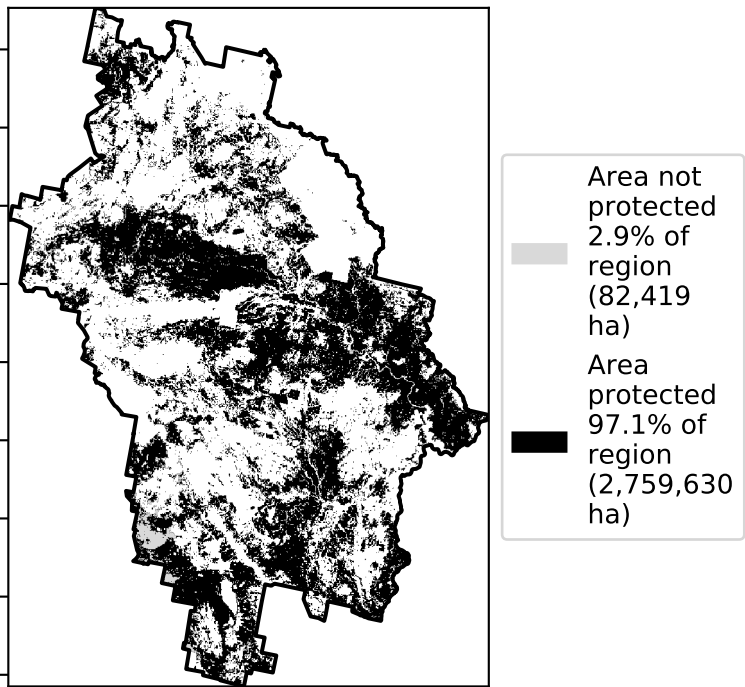 Area not
protected
2.9% of
region
(82,419
ha)
Area
protected
97.1% of
region
(2,759,630
ha)